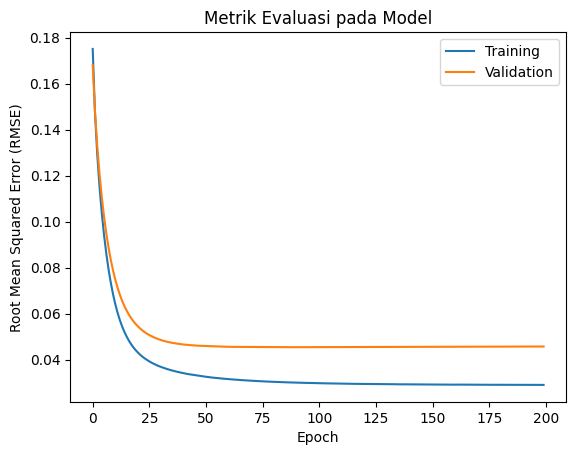 Metrik Evaluasi pada Model
Root Mean Squared Error (RMSE)
0.18
0.16
0.14
0.12
0.10
0.08
0.06
0.04
Training
Validation
0 25 50 75 100 125 150 175 200
Epoch